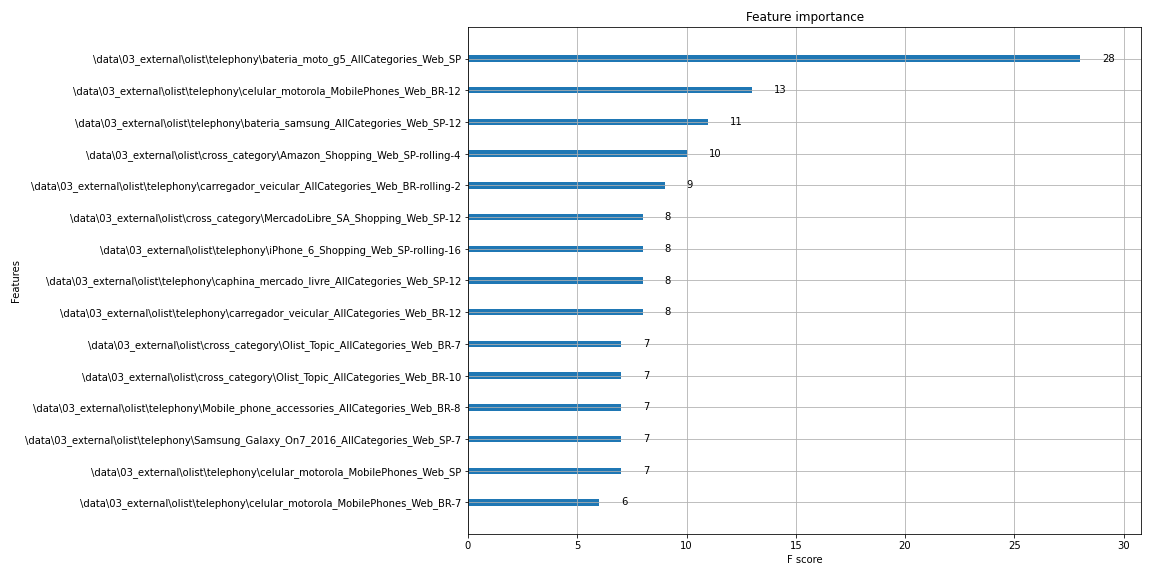 Feature importance
\data\03_external\olist\telephony\bateria_moto_g5_AllCategories_Web_SP 28
\data\03_external\olist\telephony\celular_motorola_MobilePhones_Web_BR-12 13
\data\03_external\olist\telephony\bateria_samsung_AllCategories_Web_SP-12 11
\data\03_external\olist\cross_category\Amazon_Shopping_Web_SP-rolling-4 10
\data\03_external\olist\telephony\carregador_veicular_AllCategories_Web_BR-rolling-2 9
\data\03_external\olist\cross_category\MercadoLibre_SA_Shopping_Web_SP-12 8
\data\03_external\olist\telephony\iPhone_6_Shopping_Web_SP-rolling-16 8
\data\03_external\olist\telephony\caphina_mercado_livre_AllCategories_Web_SP-12 8
\data\03_external\olist\telephony\carregador_veicular_AllCategories_Web_BR-12 8
\data\03_external\olist\cross_category\Olist_Topic_AllCategories_Web_BR-7 7
\data\03_external\olist\cross_category\Olist_Topic_AllCategories_Web_BR-10 7
\data\03_external\olist\telephony\Mobile_phone_accessories_AllCategories_Web_BR-8 7
\data\03_external\olist\telephony\Samsung_Galaxy_On7_2016_AllCategories_Web_SP-7 7
\data\03_external\olist\telephony\celular_motorola_MobilePhones_Web_SP 7
\data\03_external\olist\telephony\celular_motorola_MobilePhones_Web_BR-7 6
Features
0 5 10 15 20 25 30
F score